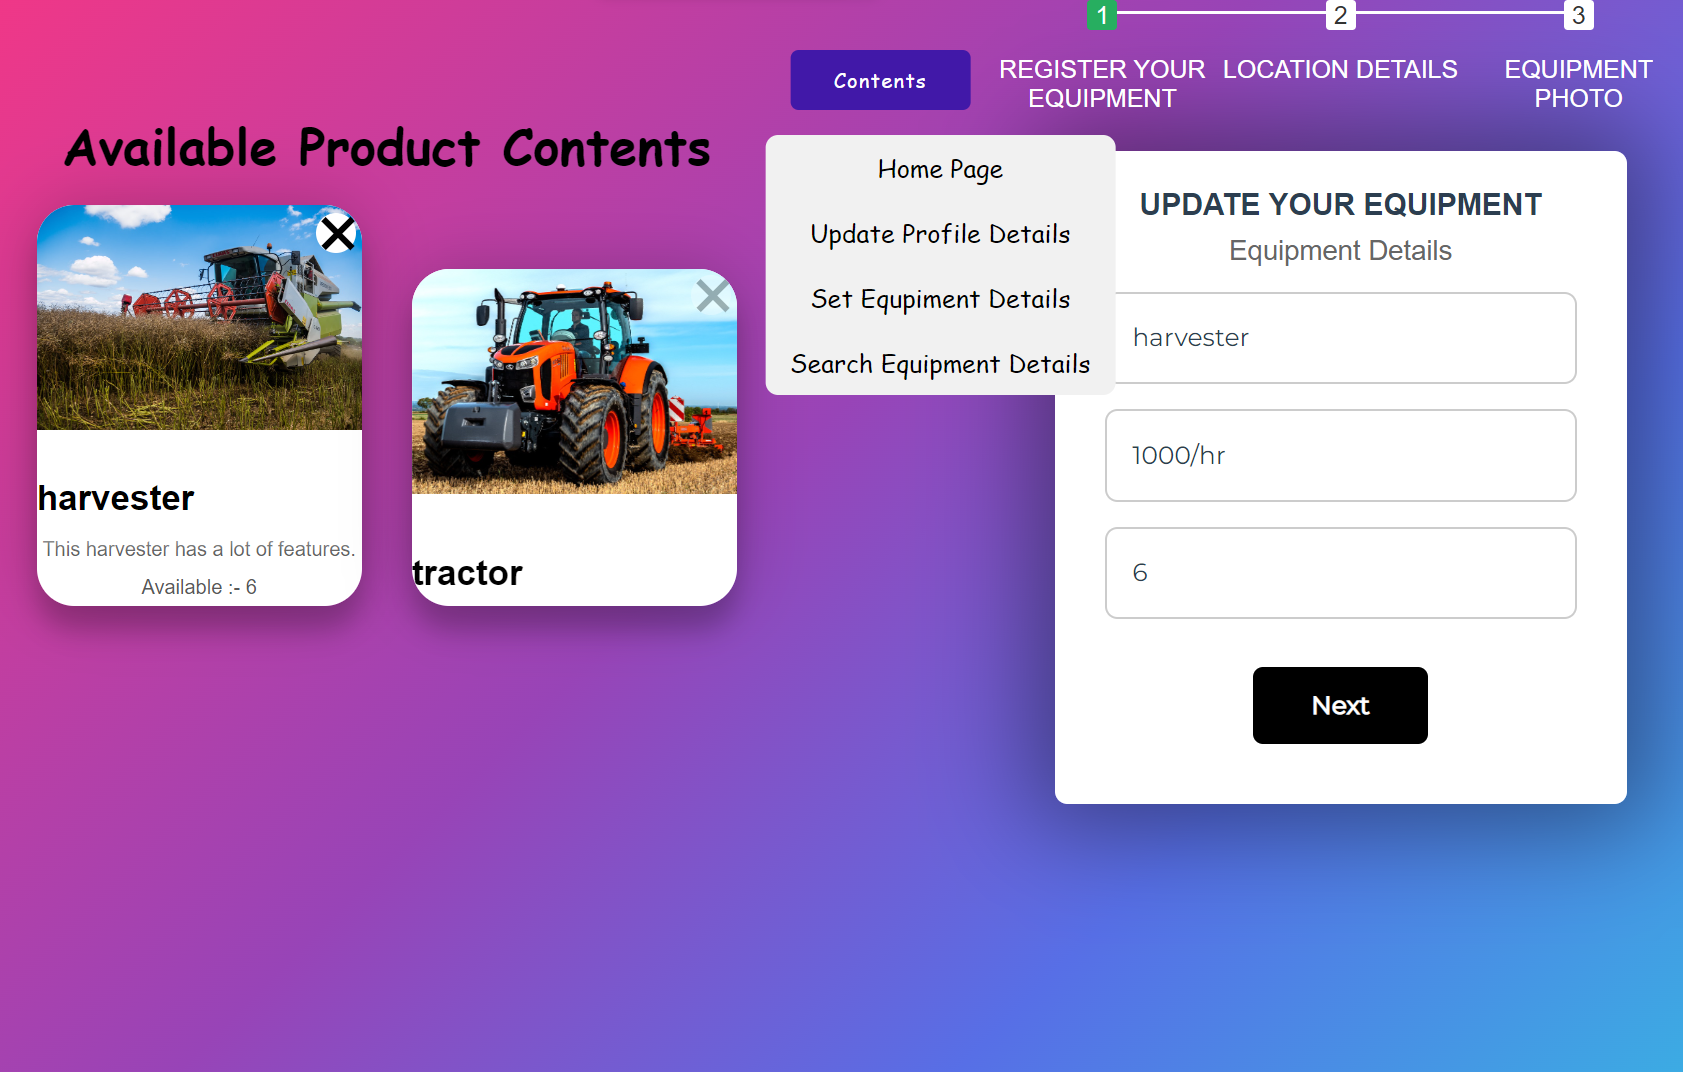 1
2
3
Contents
REGISTER YOUR
EQUIPMENT
LOCATION DETAILS
EQUIPMENT
PHOTO
Available Product Contents
Home Page
Update Profile Details
Set Equpiment Details
Search Equipment Details
harvester
This harvester has a lot of features.
Available :- 6
tractor
UPDATE YOUR EQUIPMENT
Equipment Details
harvester
1000/hr
6
Next